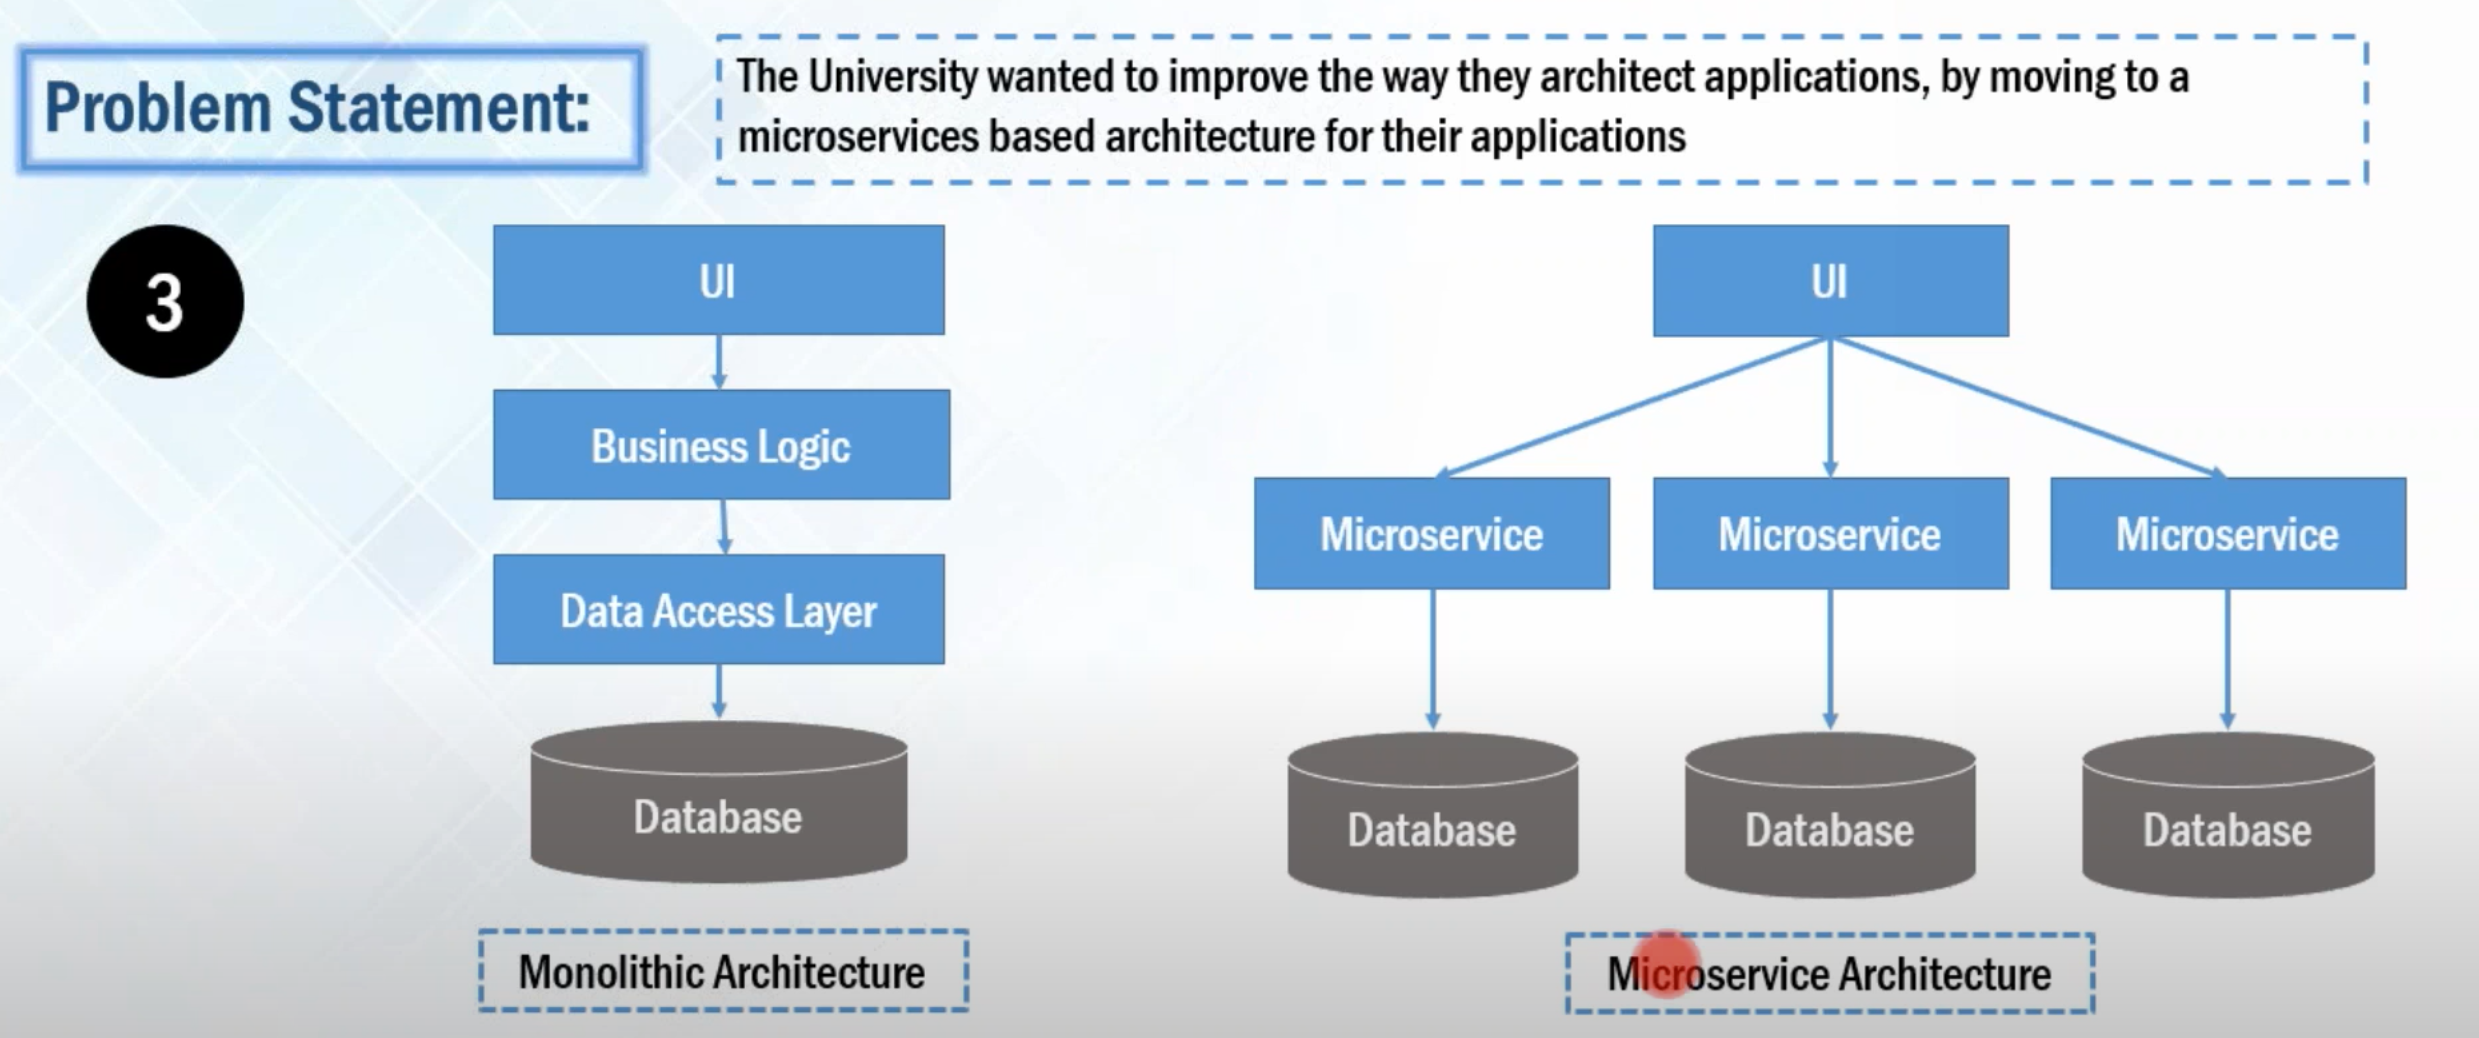 Problem Statement:
The University wanted to improve the way they architect applications, by moving to a
microservices based architecture for their applications
3
UI
Business Logic
Data Access Layer
Database
Monolithic Architecture
UI
Microservice
Microservice
Microservice
Database
Database
Database
Microservice Architecture